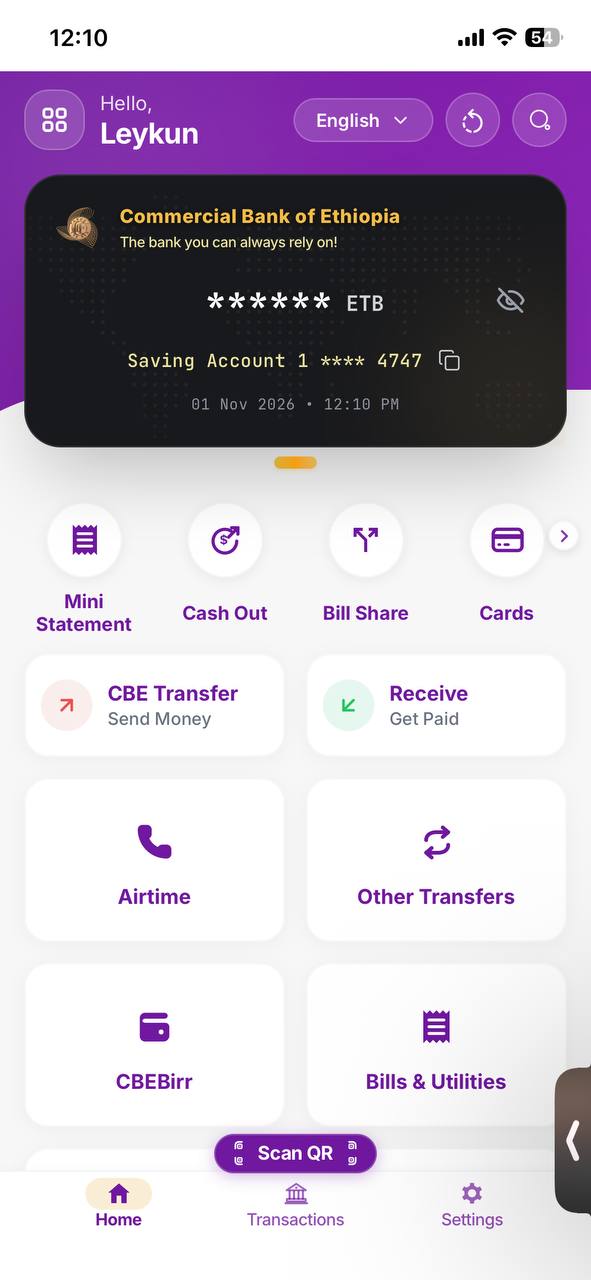 12:10
54
Hello,
Leykun
English
Commercial Bank of Ethiopia
The bank you can always rely on!
****** ETB
Saving Account 1 **** 4747
01 Nov 2026 • 12:10 PM
Mini
Statement
Cash Out
Bill Share
Cards
CBE Transfer
Send Money
Receive
Get Paid
Airtime
Other Transfers
CBEBirr
Bills & Utilities
Scan QR
Home
Transactions
Settings